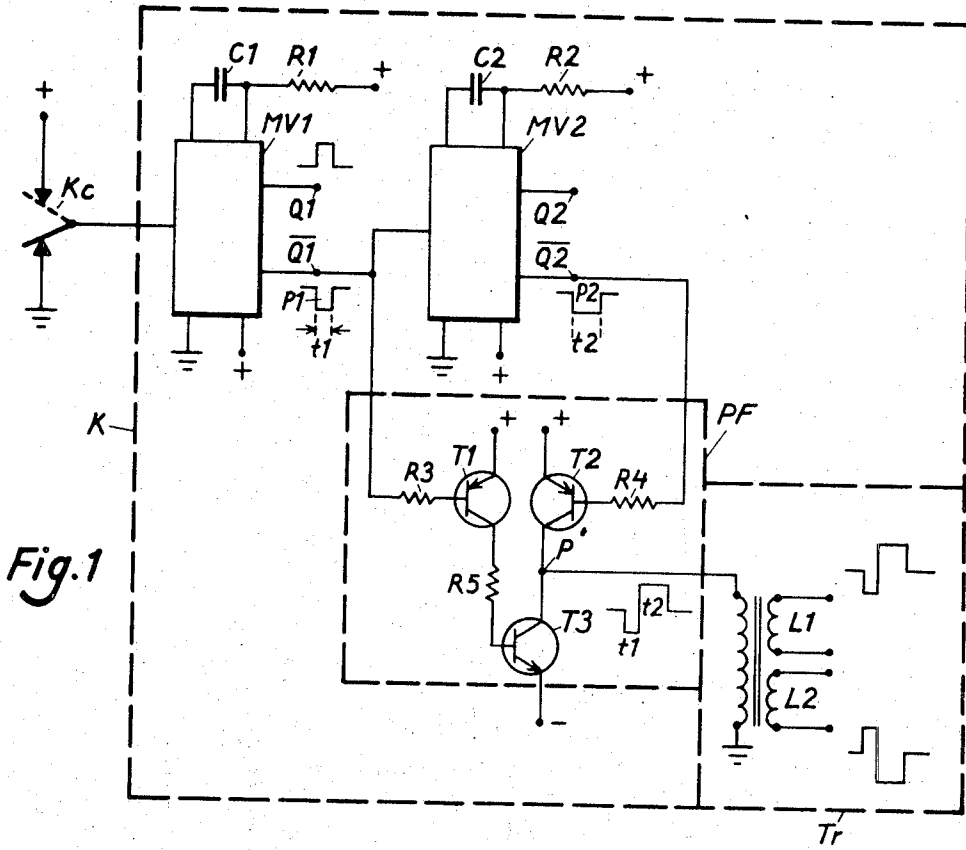 C1
R1
+
C2
R2
+
+
MV1
MV2
Kc
Q1
Q2
Q1
Q2
P1
t1
P2
t2
+
+
K
+
+
PF
T1
T2
R3
R4
Fig.1
P
R5
t2
T3
t1
L1
L2
-
Tr